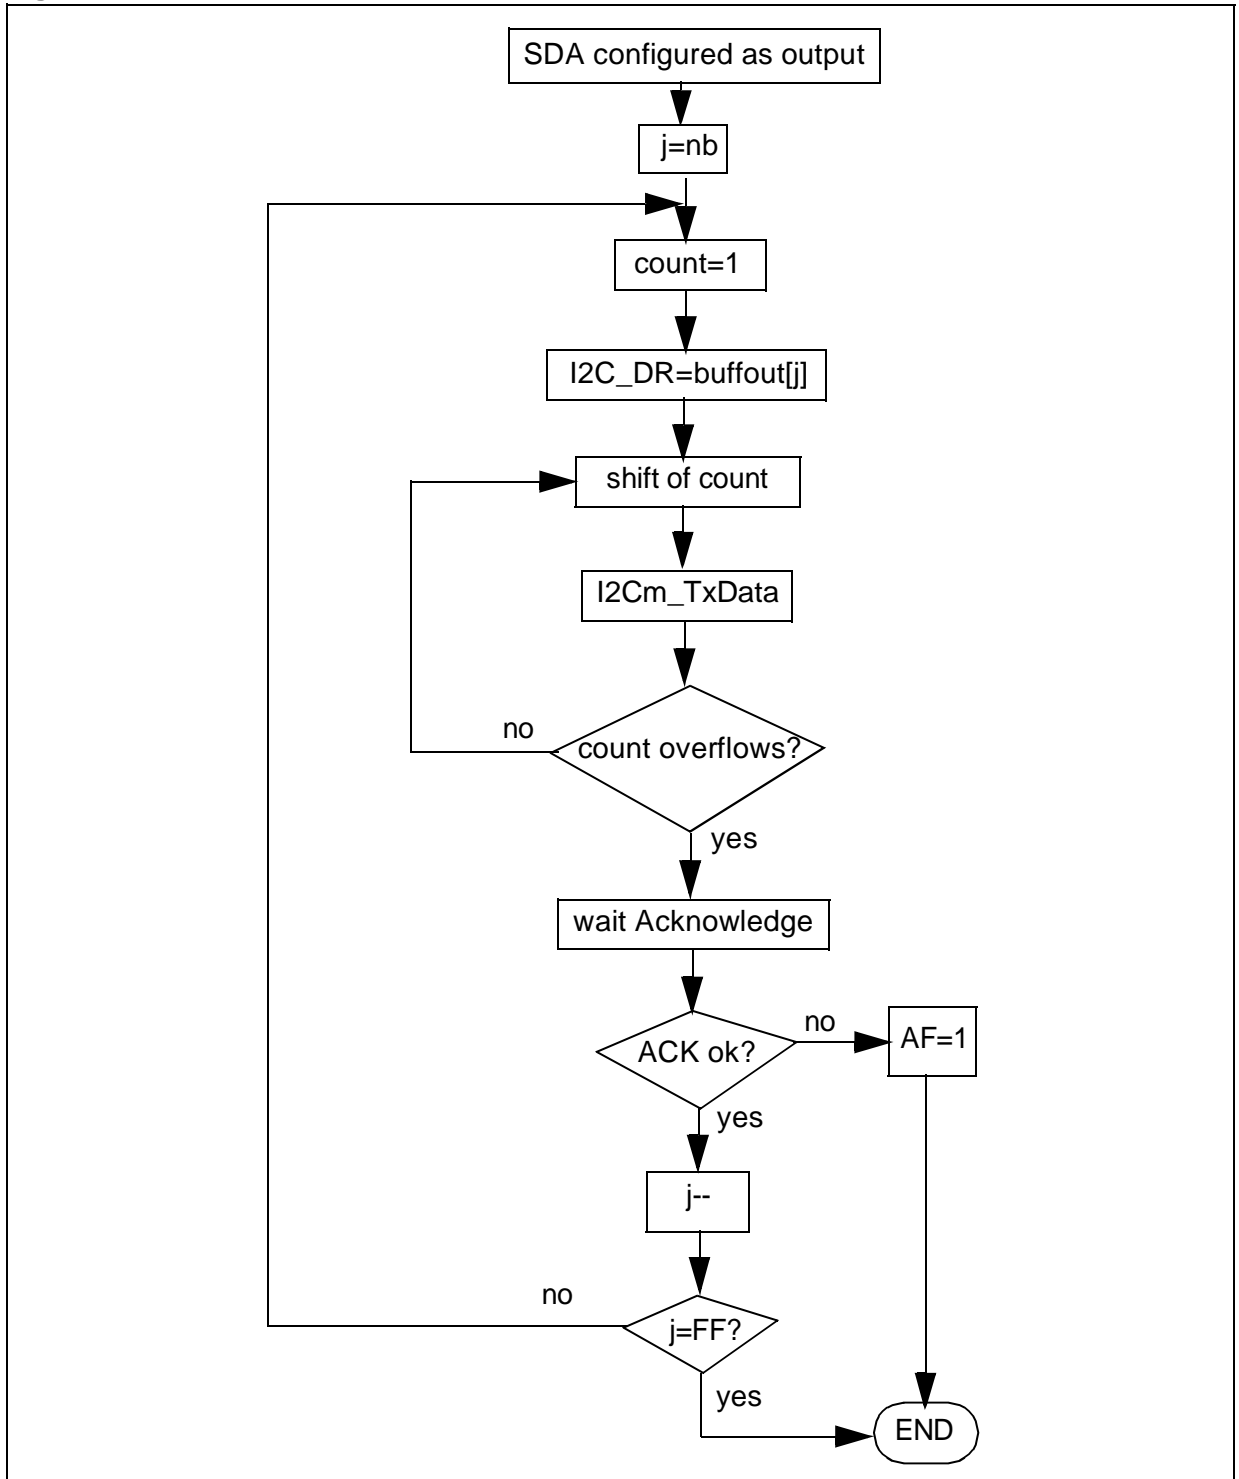 SDA configured as output
j=nb
count=1
I2C_DR=buffout[j]
shift of count
I2Cm_TxData
no
count overflows?
yes
wait Acknowledge
no
ACK ok?
AF=1
yes
j--
no
j=FF?
yes
END